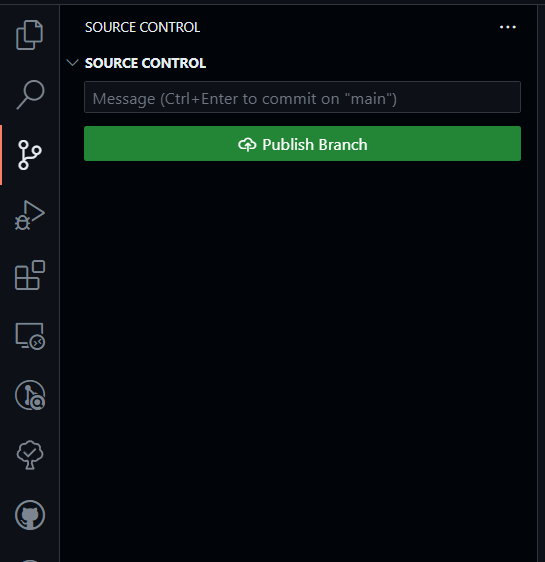 SOURCE CONTROL
SOURCE CONTROL
Message (Ctrl+Enter to commit on "main")
Publish Branch